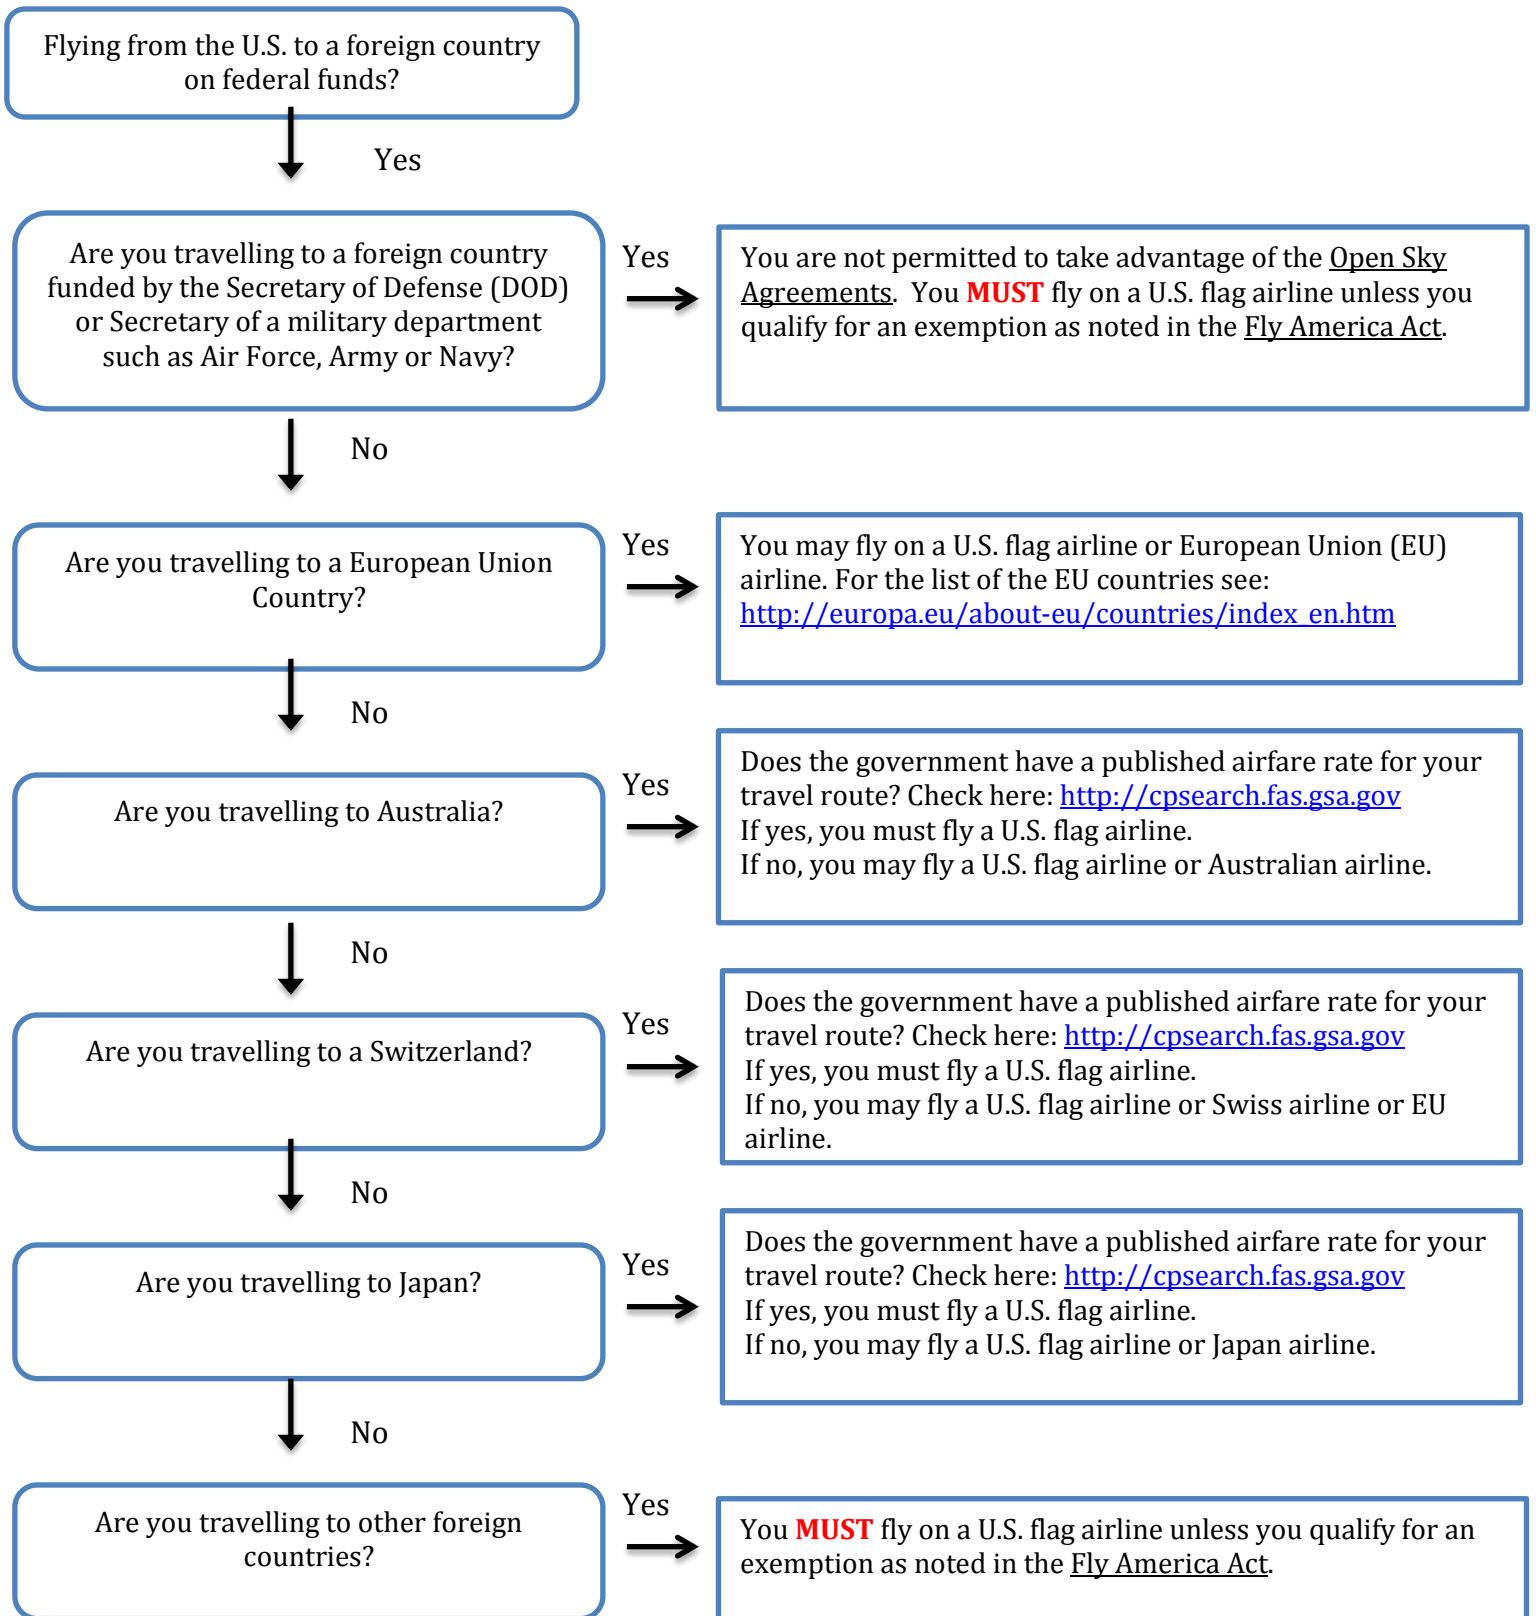 Flying from the U.S. to a foreign country
on federal funds?
Yes
Are you travelling to a foreign country
funded by the Secretary of Defense (DOD)
or Secretary of a military department
such as Air Force, Army or Navy?
Yes
You are not permitted to take advantage of the Open Sky
Agreements.  You MUST fly on a U.S. flag airline unless you
qualify for an exemption as noted in the Fly America Act.
No
Are you travelling to a European Union
Country?
Yes
You may fly on a U.S. flag airline or European Union (EU)
airline. For the list of the EU countries see:
http://europa.eu/about-eu/countries/index_en.htm
No
Are you travelling to Australia?
Yes
Does the government have a published airfare rate for your
travel route? Check here: http://cpsearch.fas.gsa.gov
If yes, you must fly a U.S. flag airline.
If no, you may fly a U.S. flag airline or Australian airline.
No
Are you travelling to a Switzerland?
Yes
Does the government have a published airfare rate for your
travel route? Check here: http://cpsearch.fas.gsa.gov
If yes, you must fly a U.S. flag airline.
If no, you may fly a U.S. flag airline or Swiss airline or EU
airline.
No
Are you travelling to Japan?
Yes
Does the government have a published airfare rate for your
travel route? Check here: http://cpsearch.fas.gsa.gov
If yes, you must fly a U.S. flag airline.
If no, you may fly a U.S. flag airline or Japan airline.
No
Are you travelling to other foreign
countries?
Yes
You MUST fly on a U.S. flag airline unless you qualify for an
exemption as noted in the Fly America Act.